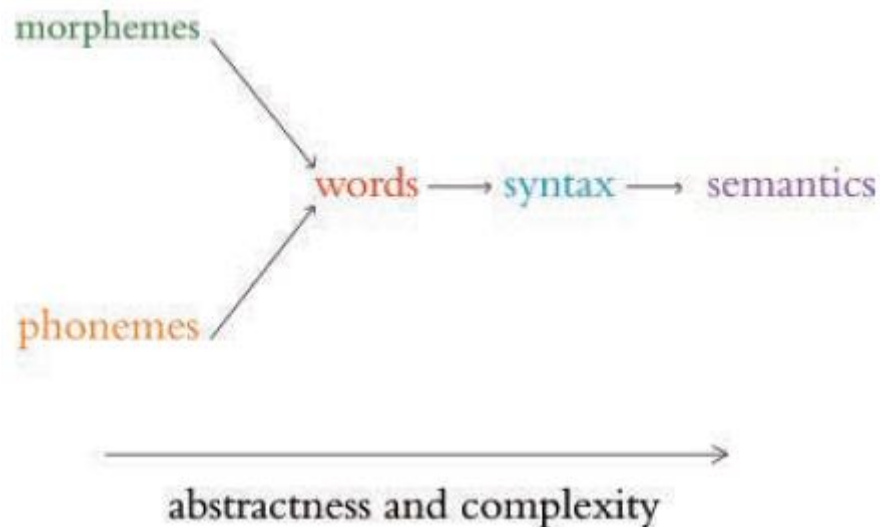 morphemes
words syntax semantics
phonemes
abstractness and complexity